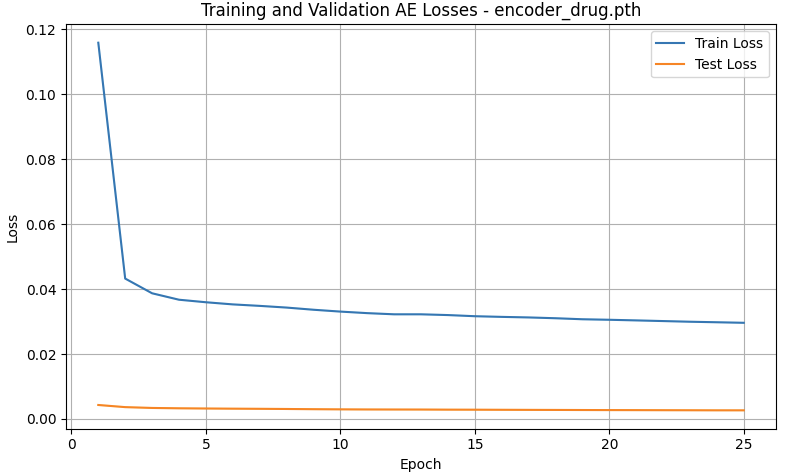 Training and Validation AE Losses - encoder_drug.pth
0.12
0.10
0.08
0.06
0.04
0.02
0.00
Loss
Train Loss
Test Loss
0 5 10 15 20 25
Epoch